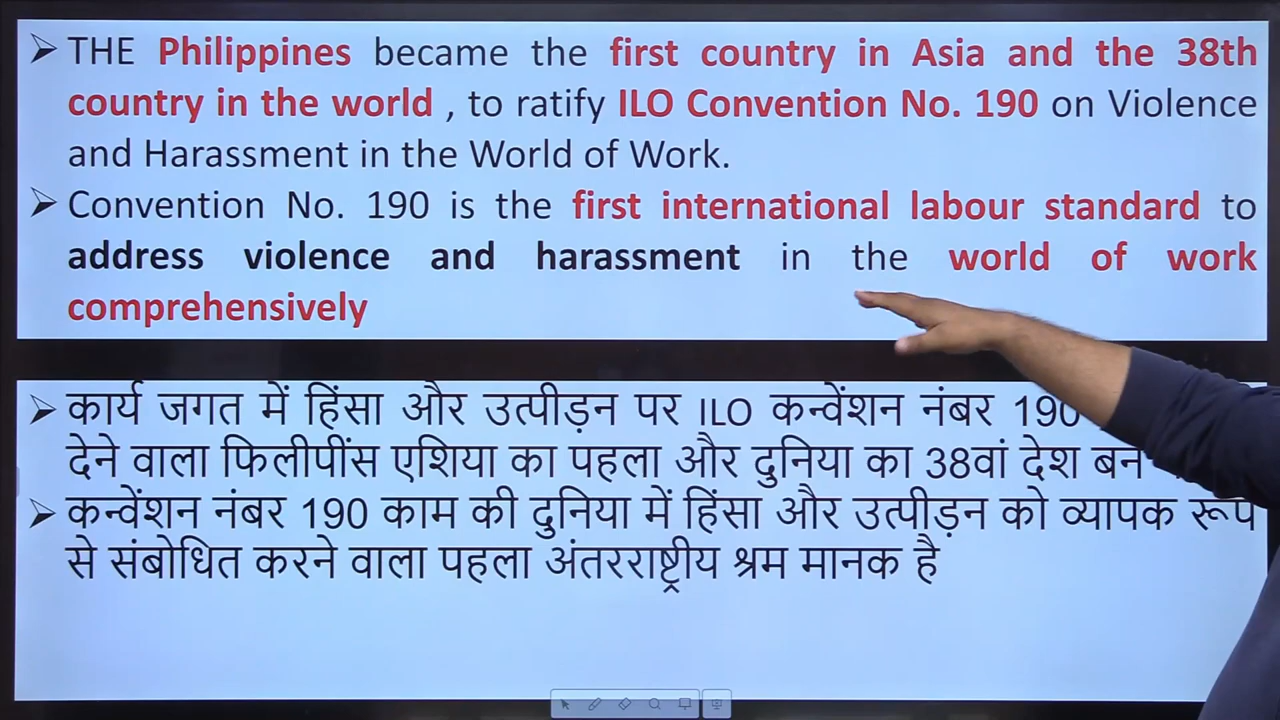 ➢ THE Philippines became the first country in Asia and the 38th
country in the world , to ratify ILO Convention No. 190 on Violence
and Harassment in the World of Work.
➢ Convention No. 190 is the first international labour standard to
address violence and harassment in the world of work
comprehensively
➢ कार्य जगत में हिंसा और उत्पीड़न पर ILO कन्वेंशन नंबर 190
देने वाला फिलीपींस एशिया का पहला और दुनिया का 38वां देश बन
➢ कन्वेंशन नंबर 190 काम की दुनिया में हिंसा और उत्पीड़न को व्यापक रूप
से संबोधित करने वाला पहला अंतरराष्ट्रीय श्रम मानक है